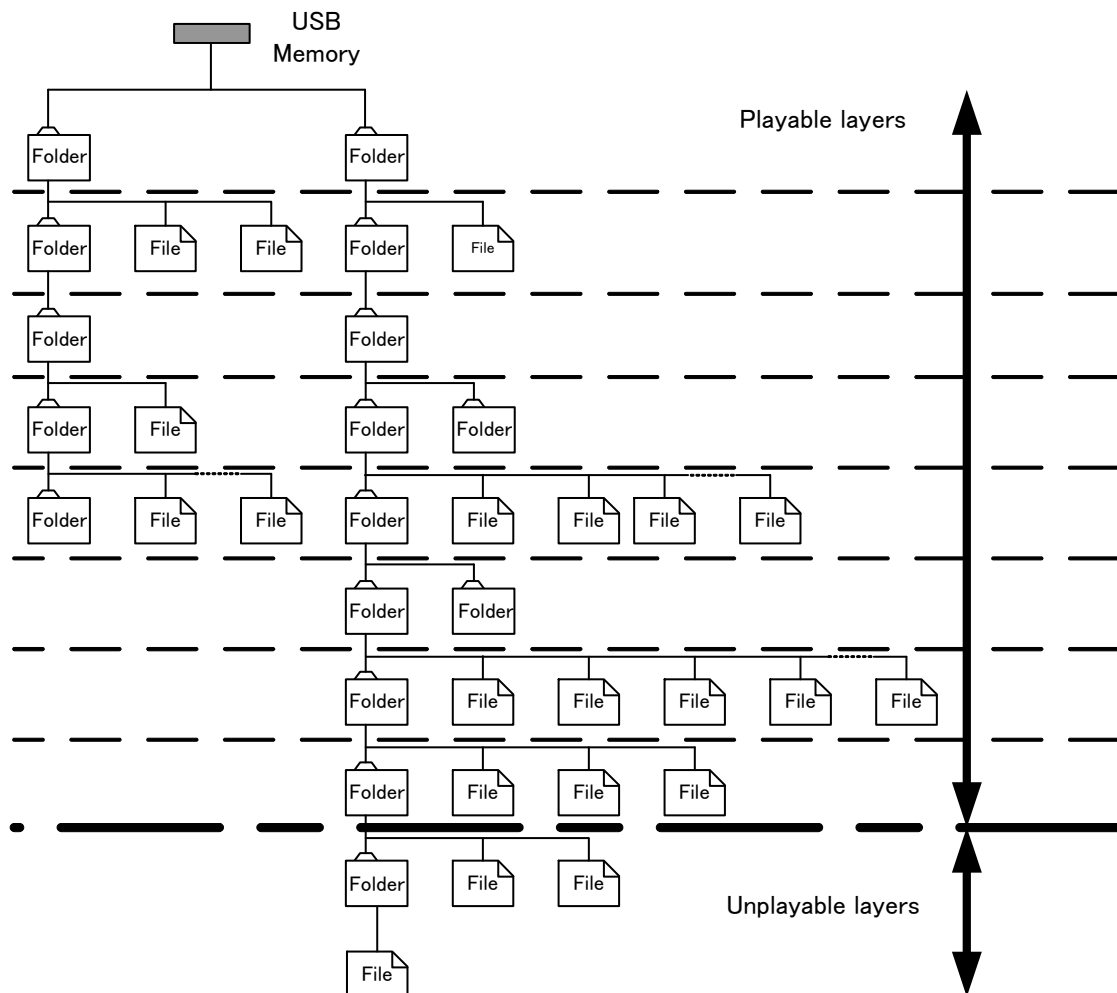 USB
Memory
Playable layers
Folder Folder
Folder File File Folder File
Folder Folder
Folder File Folder Folder
Folder File File Folder File File File File
Folder Folder
Folder File File File File File
Folder File File File
Folder File File
Unplayable layers
File